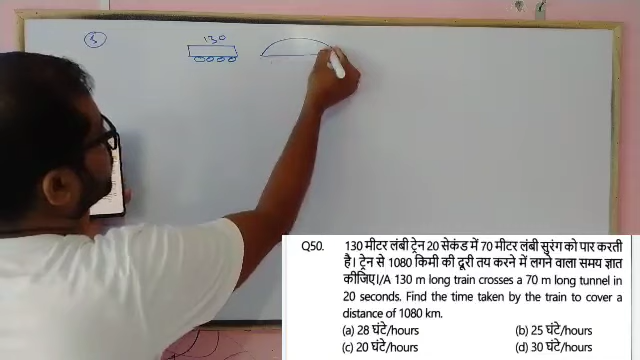 5 130
Q50. 130 मीटर लंबी ट्रेन 20 सेकंड में 70 मीटर लंबी सुरंग को पार करती
है। ट्रेन से 1080 किमी की दूरी तय करने में लगने वाला समय ज्ञात
कीजिए।/A 130 m long train crosses a 70 m long tunnel in
20 seconds. Find the time taken by the train to cover a
distance of 1080 km.
(a) 28 घंटे/hours (b) 25 घंटे/hours
(c) 20 घंटे/hours (d) 30 घंटे/hours